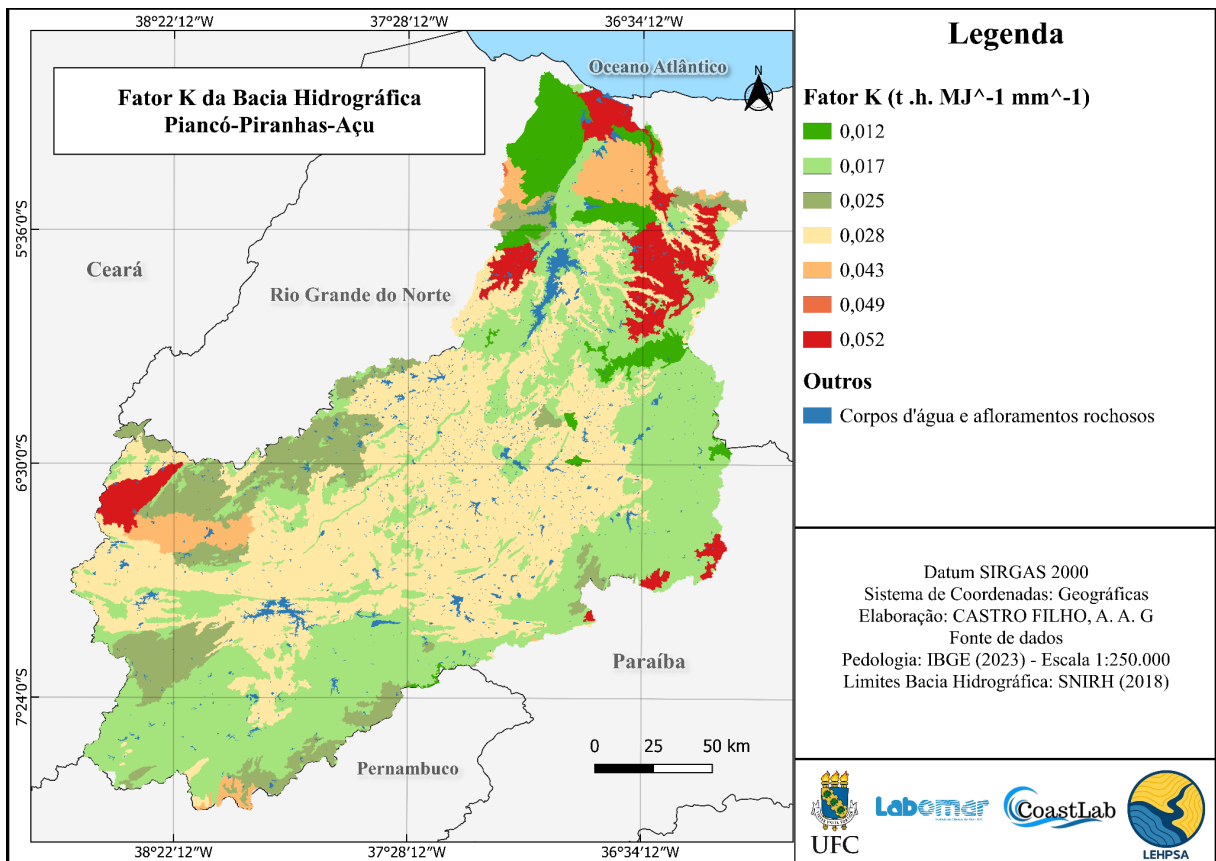 38°22'12"W 37°28'12"W 36°34'12"W
Fator K da Bacia Hidrográfica
Piancó-Piranhas-Açu
Oceano Atlântico
N
5°36'0"S
Ceará
Rio Grande do Norte
6°30'0"S
Paraíba
7°24'0"S
0 25 50 km
Pernambuco
38°22'12"W 37°28'12"W 36°34'12"W
Legenda
Fator K (t .h. MJ^-1 mm^-1)
0,012
0,017
0,025
0,028
0,043
0,049
0,052
Outros
Corpos d'água e afloramentos rochosos
Datum SIRGAS 2000
Sistema de Coordenadas: Geográficas
Elaboração: CASTRO FILHO, A. A. G
Fonte de dados
Pedologia: IBGE (2023) - Escala 1:250.000
Limites Bacia Hidrográfica: SNIRH (2018)
UFC
Labomar
CoastLab
LEHPSA